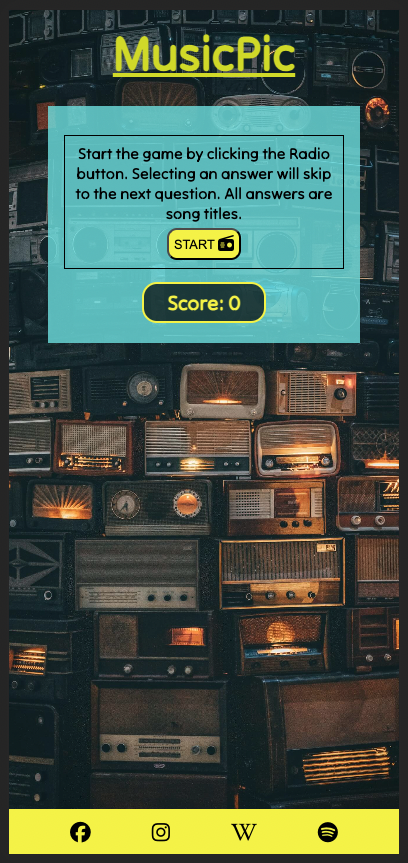 MusicPic
Start the game by clicking the Radio
button. Selecting an answer will skip
to the next question. All answers are
song titles.
START
Score: 0